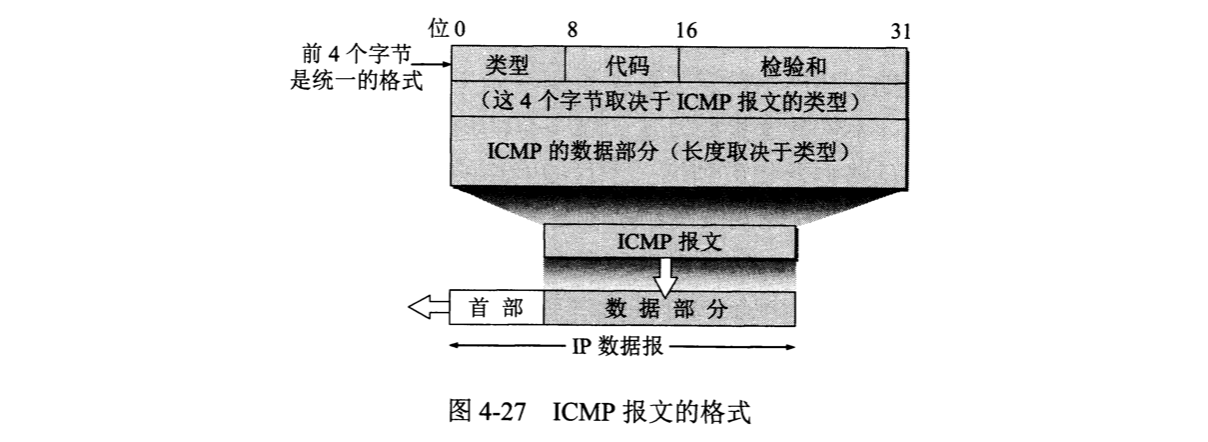 位 0 8 16 31
前 4 个字节
是统一的格式
类型 代码 检验和
（这 4 个字节取决于 ICMP 报文的类型）
ICMP 的数据部分（长度取决于类型）
ICMP 报文
首 部 数 据 部 分
IP 数据报
图 4-27 ICMP 报文的格式